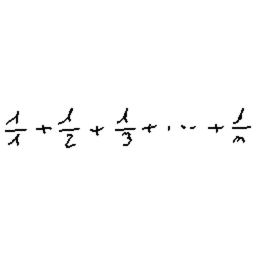 1/1 + 1/2 + 1/3 + ... + 1/n